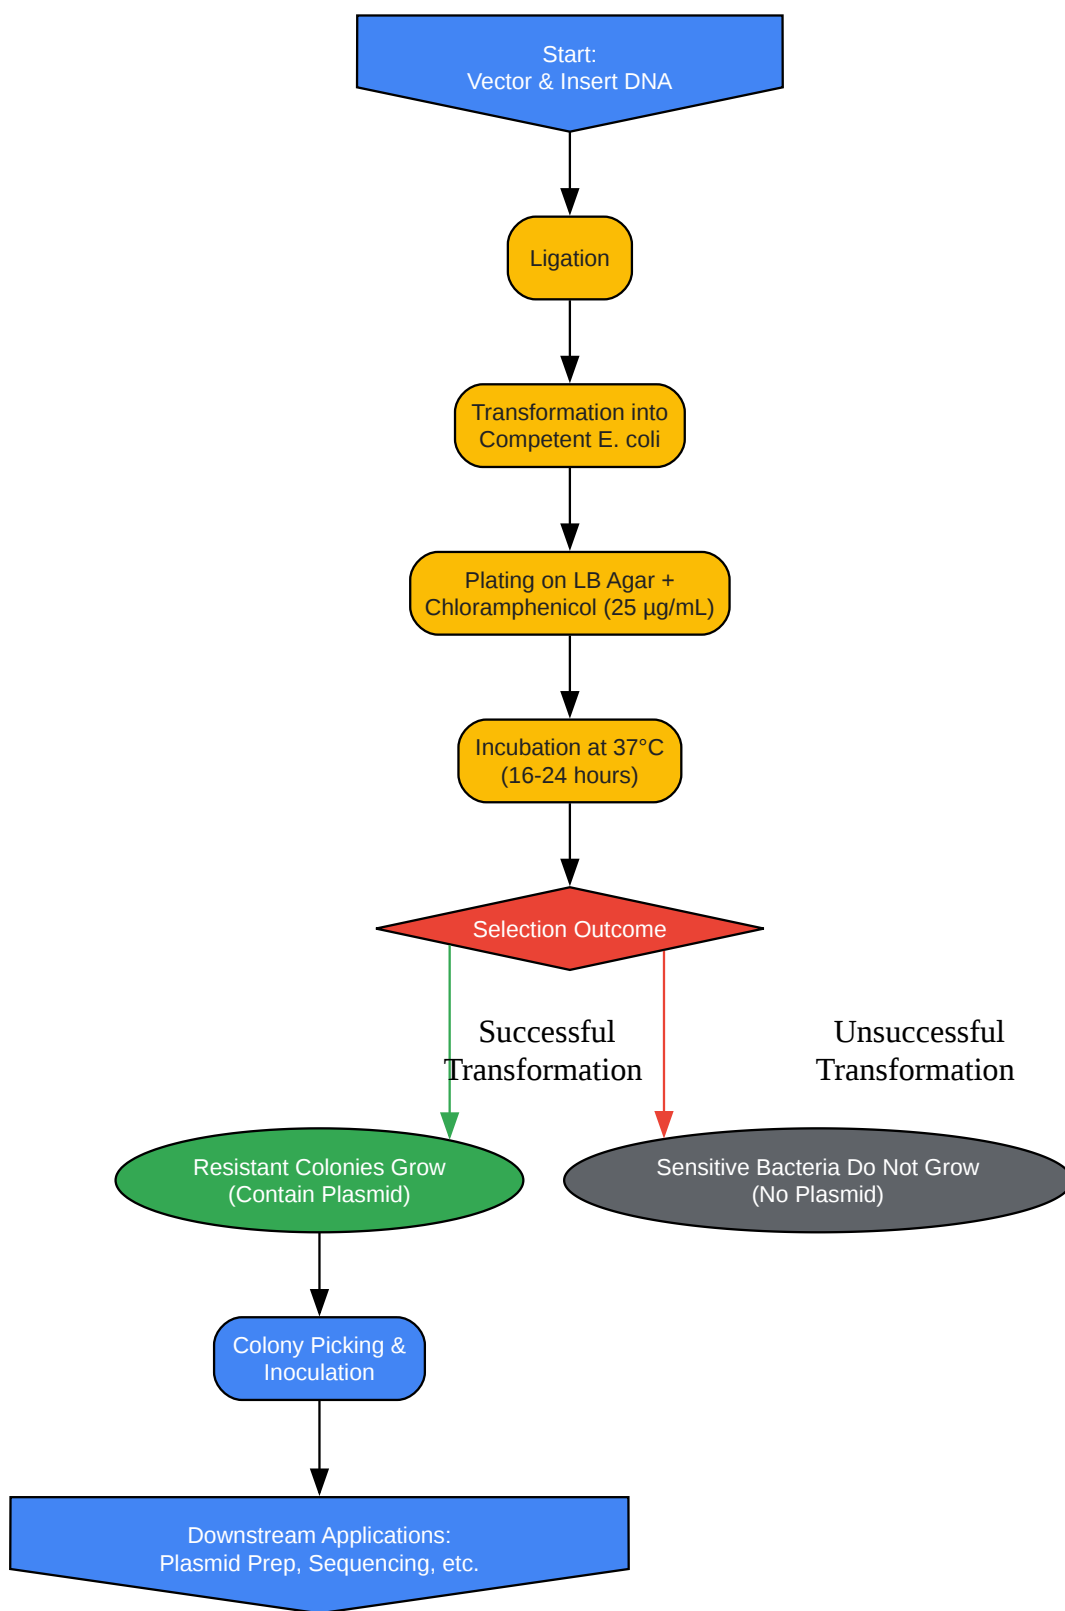 Start:
Vector & Insert DNA
Ligation
Transformation into
Competent E. coli
Plating on LB Agar +
Chloramphenicol (25 µg/mL)
Incubation at 37°C
(16-24 hours)
Selection Outcome
Successful
Transformation
Unsuccessful
Transformation
Resistant Colonies Grow
(Contain Plasmid)
Sensitive Bacteria Do Not Grow
(No Plasmid)
Colony Picking &
Inoculation
Downstream Applications:
Plasmid Prep, Sequencing, etc.